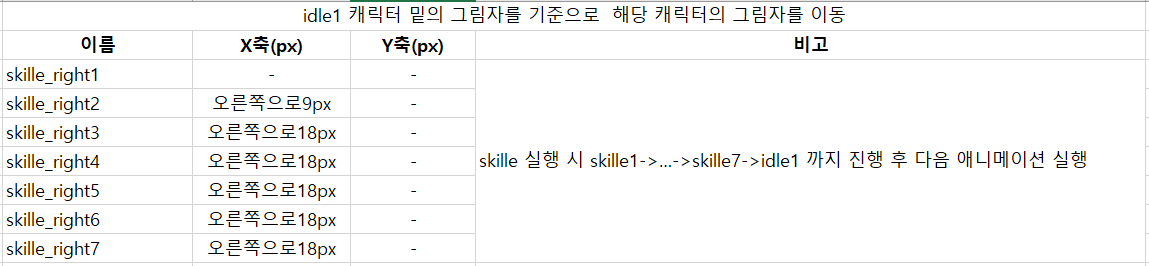 idle1 캐릭터 밑의 그림자를 기준으로 해당 캐릭터의 그림자를 이동
이름 X축(px) Y축(px) 비고
skille_right1 - -
skille_right2 오른쪽으로9px -
skille_right3 오른쪽으로18px -
skille_right4 오른쪽으로18px - skille 실행 시 skille1->...->skille7->idle1 까지 진행 후 다음 애니메이션 실행
skille_right5 오른쪽으로18px -
skille_right6 오른쪽으로18px -
skille_right7 오른쪽으로18px -